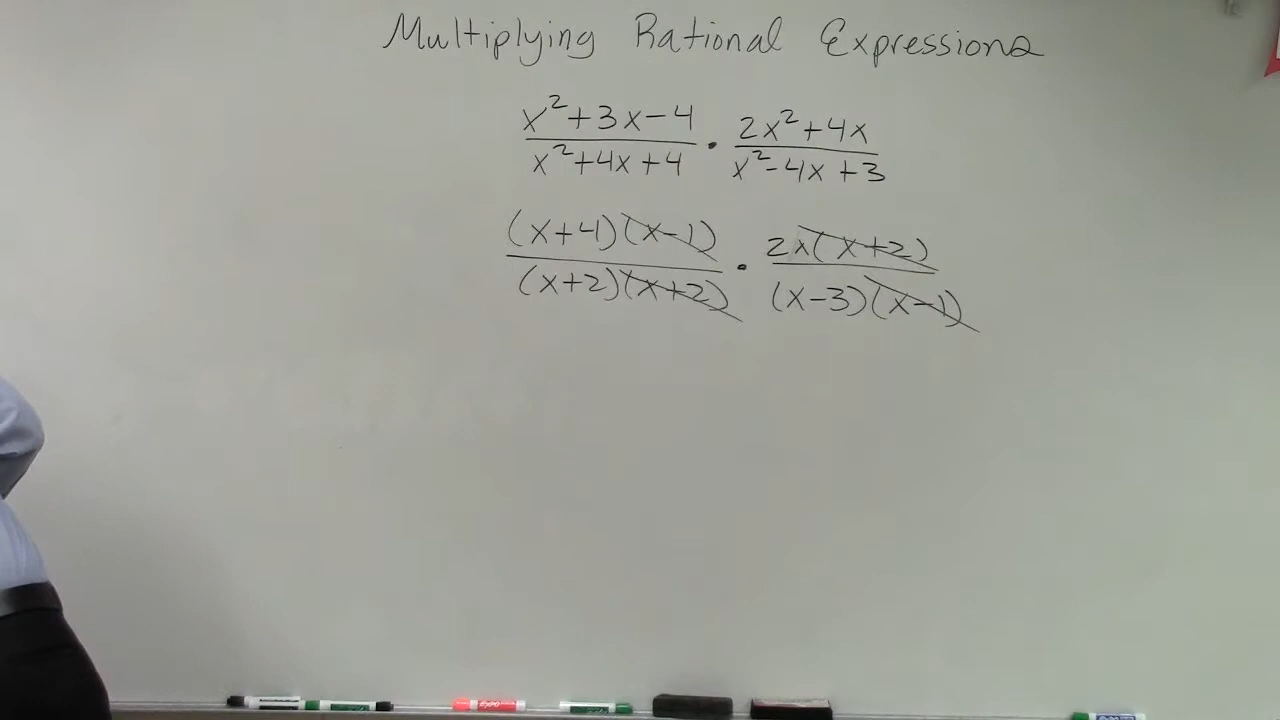 Multiplying Rational Expressions
x²+3x-4 / x²+4x+4 · 2x²+4x / x²-4x+3
(x+4)(x-1) / (x+2)(x+2) · 2x(x+2) / (x-3)(x-1)